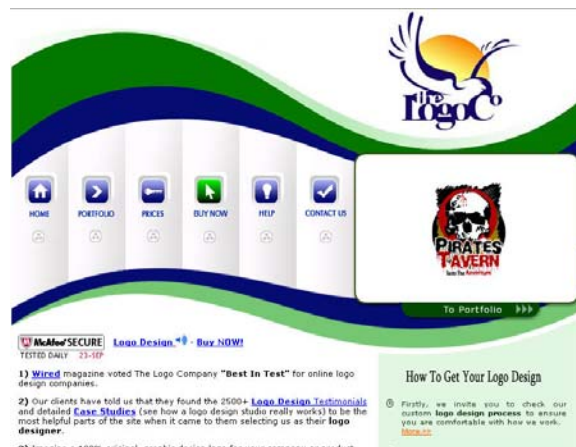 the
LogoCo
HOME
PORTFOLIO
PRICES
BUY NOW
HELP
CONTACT US
PIRATES
TAVERN
To Portfolio
McAfee SECURE
TESTED DAILY 23-SEP
Logo Design - Buy NOW!
1) Wired magazine voted The Logo Company "Best In Test" for online logo
design companies.
2) Our clients have told us that they found the 2500+ Logo Design Testimonials
and detailed Case Studies (see how a logo design studio really works) to be the
most helpful parts of the site when it came to them selecting us as their logo
designer.
How To Get Your Logo Design
Firstly, we invite you to check our
custom logo design process to ensure
you are comfortable with how we work.
More >>